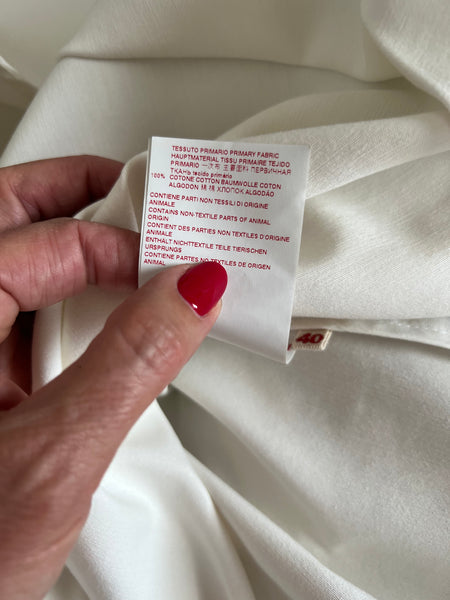 TESSUTO PRIMARIO PRIMARY FABRIC
HAUPTMATERIAL TISSU PRIMAIRE TEJIDO
PRIMARIO 一次布 主要面料 ПЕРВИЧНАЯ
ТКАНЬ tecido primário
100% COTONE COTTON BAUMWOLLE COTON
ALGODON 棉 棉 ХЛОПОК ALGODÃO
CONTIENE PARTI NON TESSILI DI ORIGINE
ANIMALE
CONTAINS NON-TEXTILE PARTS OF ANIMAL
ORIGIN
CONTIENT DES PARTIES NON TEXTILES D'ORIGINE
ANIMALE
ENTHÄLT NICHTTEXTILE TEILE TIERISCHEN
URSPRUNGS
CONTIENE PARTES NO TEXTILES DE ORIGEN
ANIMAL
40